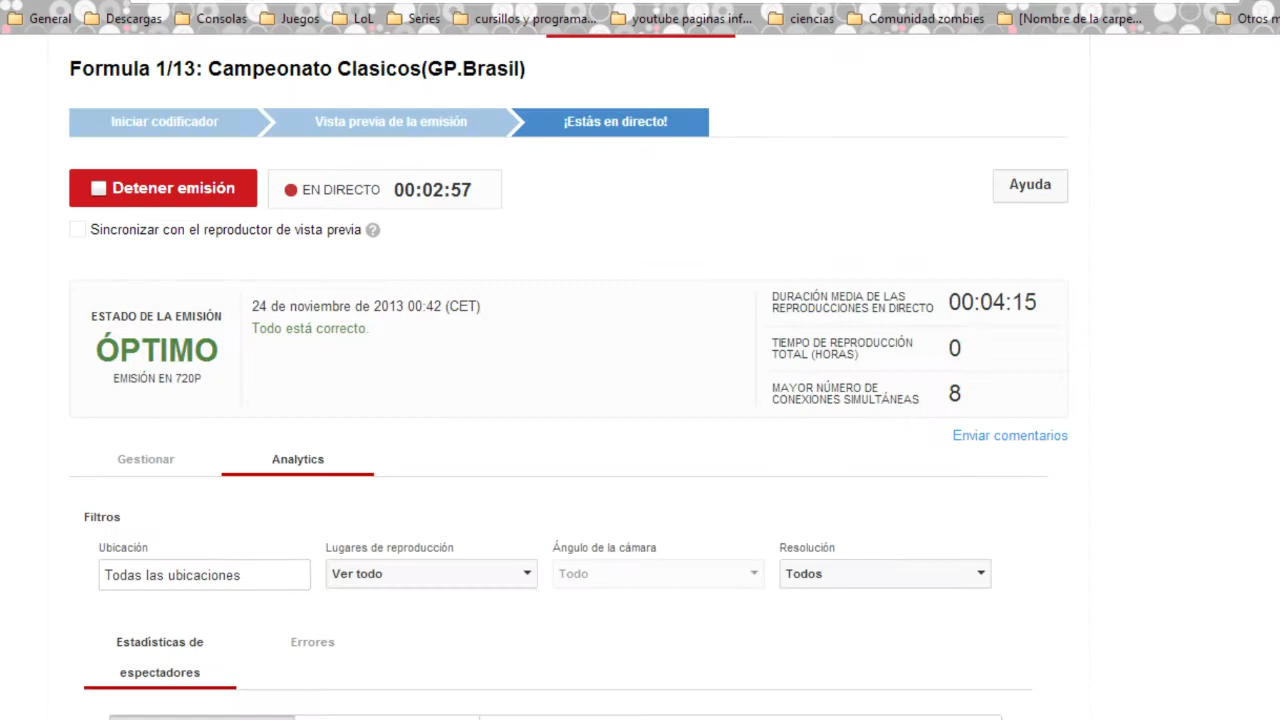 General Descargas Consolas Juegos LoL Series cursillos y programa... youtube paginas inf... ciencias Comunidad zombies [Nombre de la carpe... Otros m
Formula 1/13: Campeonato Clasicos(GP.Brasil)
Iniciar codificador Vista previa de la emisión ¡Estás en directo!
Detener emisión EN DIRECTO 00:02:57 Ayuda
Sincronizar con el reproductor de vista previa ?
ESTADO DE LA EMISIÓN
ÓPTIMO
EMISIÓN EN 720P
24 de noviembre de 2013 00:42 (CET)
Todo está correcto.
DURACIÓN MEDIA DE LAS
REPRODUCCIONES EN DIRECTO 00:04:15
TIEMPO DE REPRODUCCIÓN
TOTAL (HORAS) 0
MAYOR NÚMERO DE
CONEXIONES SIMULTÁNEAS 8
Enviar comentarios
Gestionar Analytics
Filtros
Ubicación Lugares de reproducción Ángulo de la cámara Resolución
Todas las ubicaciones Ver todo Todo Todos
Estadísticas de
espectadores
Errores